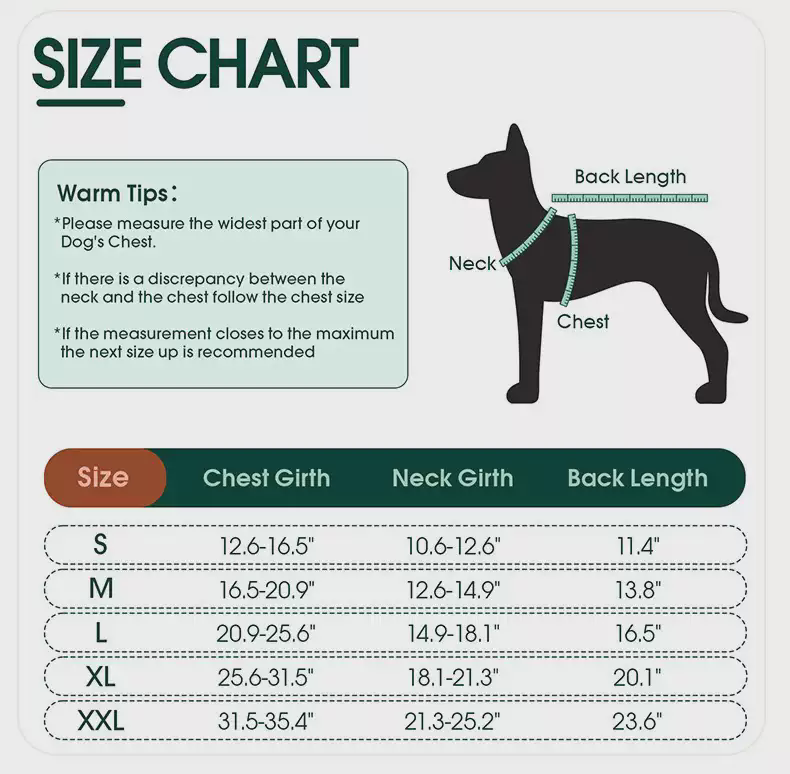 SIZE CHART
Warm Tips:
*Please measure the widest part of your
Dog's Chest.
*If there is a discrepancy between the
neck and the chest follow the chest size
*If the measurement closes to the maximum
the next size up is recommended
Back Length
Neck
Chest
Size Chest Girth Neck Girth Back Length
S 12.6-16.5" 10.6-12.6" 11.4"
M 16.5-20.9" 12.6-14.9" 13.8"
L 20.9-25.6" 14.9-18.1" 16.5"
XL 25.6-31.5" 18.1-21.3" 20.1"
XXL 31.5-35.4" 21.3-25.2" 23.6"